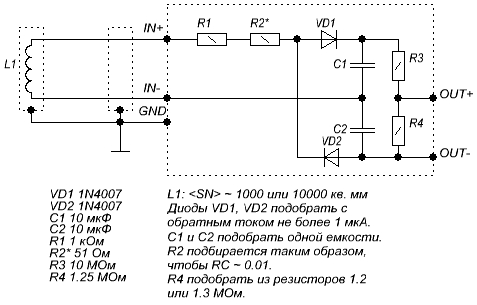 IN+
R1
R2*
VD1
L1
C1
R3
IN-
OUT+
GND
C2
R4
VD2
OUT-
VD1 1N4007
VD2 1N4007
C1 10 мкФ
C2 10 мкФ
R1 1 кОм
R2* 51 Ом
R3 10 МОм
R4 1.25 МОм
L1: <SN> ~ 1000 или 10000 кв. мм
Диоды VD1, VD2 подобрать с
обратным током не более 1 мкА.
C1 и C2 подобрать одной емкости.
R2 подбирается таким образом,
чтобы RC ~ 0.01.
R4 подобрать из резисторов 1.2
или 1.3 МОм.